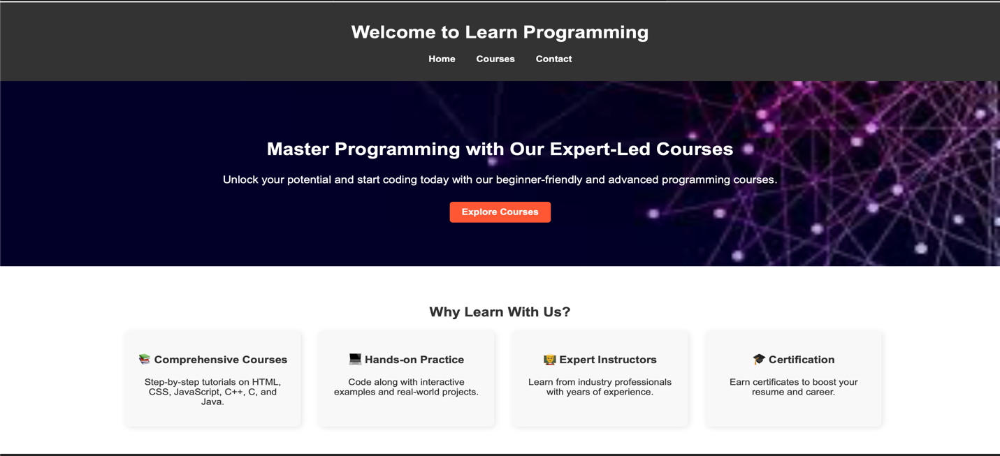 Welcome to Learn Programming
Home Courses Contact
Master Programming with Our Expert-Led Courses
Unlock your potential and start coding today with our beginner-friendly and advanced programming courses.
Explore Courses
Why Learn With Us?
📚 Comprehensive Courses
Step-by-step tutorials on HTML,
CSS, JavaScript, C++, C, and
Java.
💻 Hands-on Practice
Code along with interactive
examples and real-world projects.
👨‍🏫 Expert Instructors
Learn from industry professionals
with years of experience.
🎓 Certification
Earn certificates to boost your
resume and career.